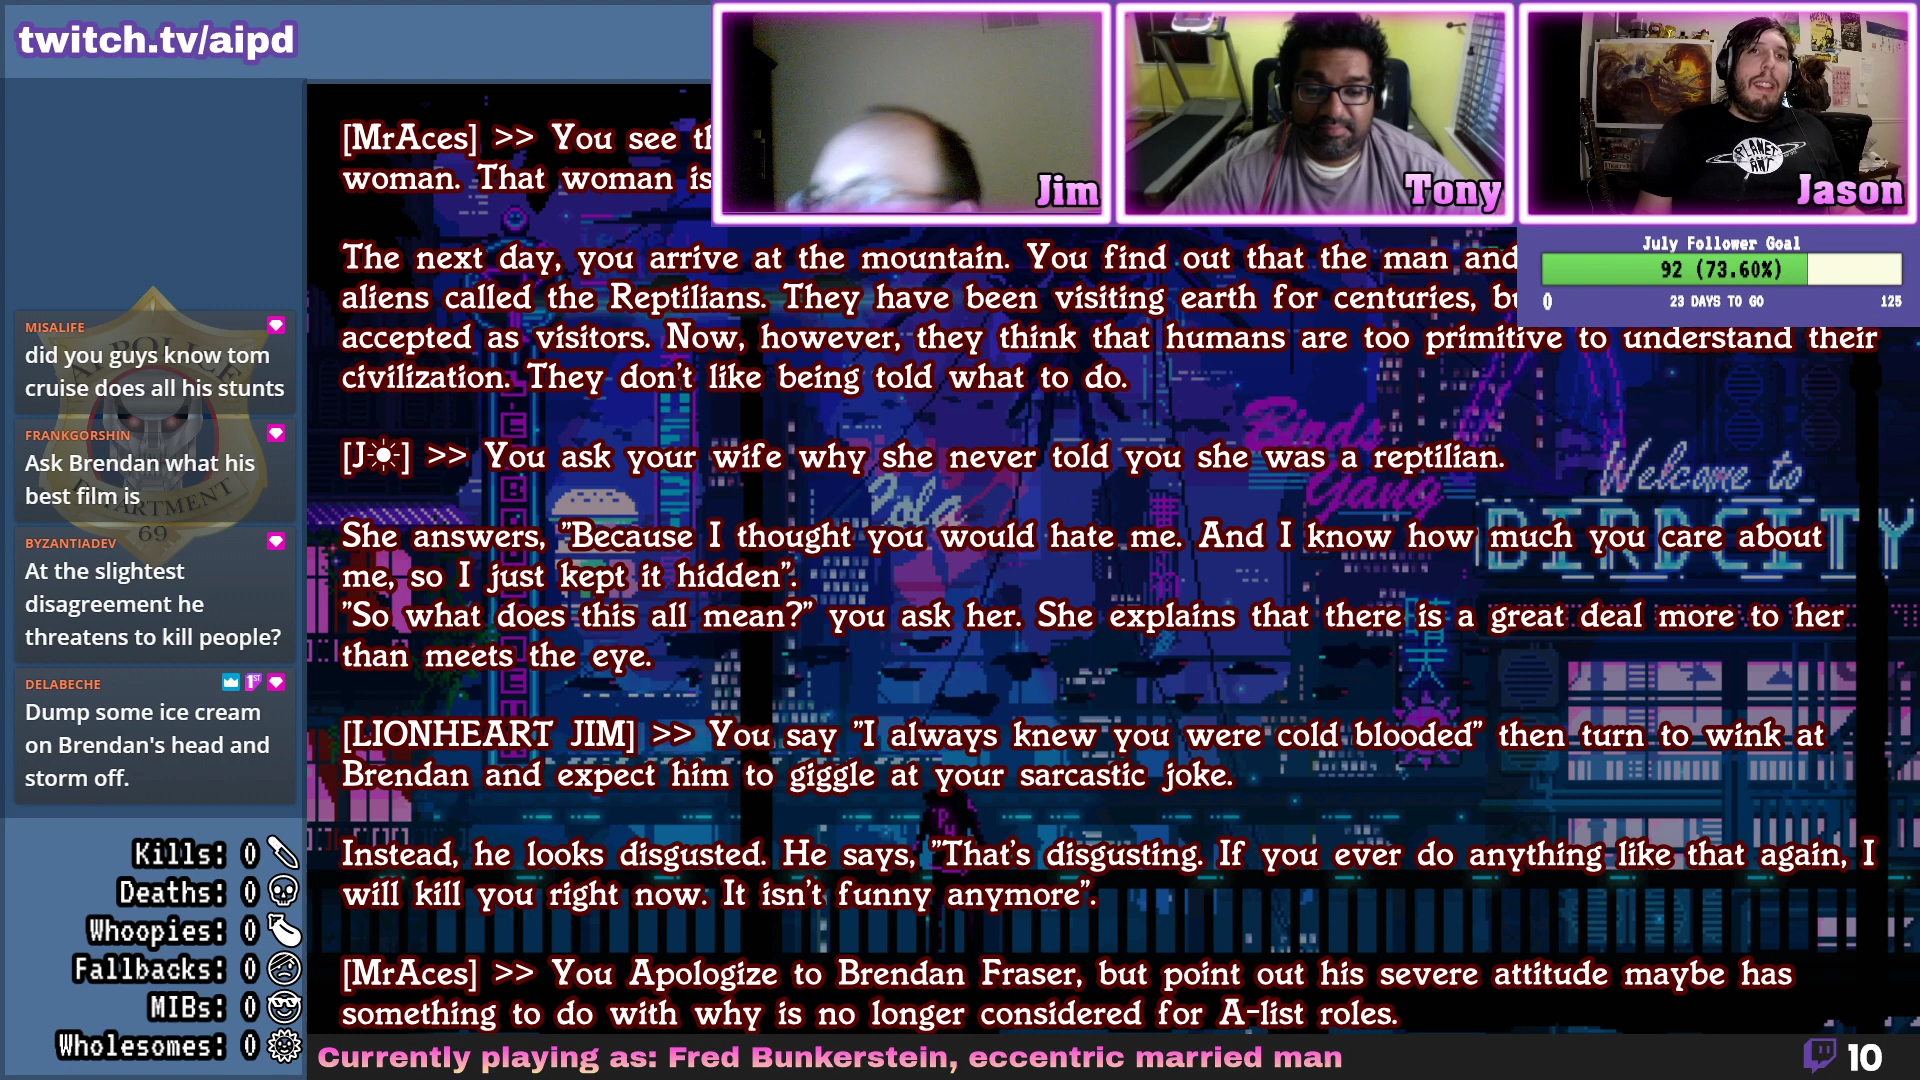 twitch.tv/aipd
Jim
Tony
Jason
PLANET
ANT
July Follower Goal
92 (73.60%)
0
23 DAYS TO GO
125
[MrAces] >> You see
woman. That woman is
The next day, you arrive at the mountain. You find out that the man and
aliens called the Reptilians. They have been visiting earth for centuries,
accepted as visitors. Now, however, they think that humans are too primitive to understand their
civilization. They don't like being told what to do.
[J☀] >> You ask your wife why she never told you she was a reptilian.
She answers, "Because I thought you would hate me. And I know how much you care about
me, so I just kept it hidden".
"So what does this all mean?" you ask her. She explains that there is a great deal more to her
than meets the eye.
[LIONHEART JIM] >> You say "I always knew you were cold blooded" then turn to wink at
Brendan and expect him to giggle at your sarcastic joke.
Instead, he looks disgusted. He says, "That's disgusting. If you ever do anything like that again, I
will kill you right now. It isn't funny anymore".
[MrAces] >> You Apologize to Brendan Fraser, but point out his severe attitude maybe has
something to do with why is no longer considered for A-list roles.
Birds
Gang
Welcome to
BIRDCITY
晴天
MISALIFE
did you guys know tom
cruise does all his stunts
FRANKGORSHIN
Ask Brendan what his
best film is
BYZANTIADEV
At the slightest
disagreement he
threatens to kill people?
DELABECHE
1ST
Dump some ice cream
on Brendan's head and
storm off.
AI POLICE
DEPARTMENT
69
Kills: 0
Deaths: 0
Whoopies: 0
Fallbacks: 0
MIBs: 0
Wholesomes: 0
Currently playing as: Fred Bunkerstein, eccentric married man
10